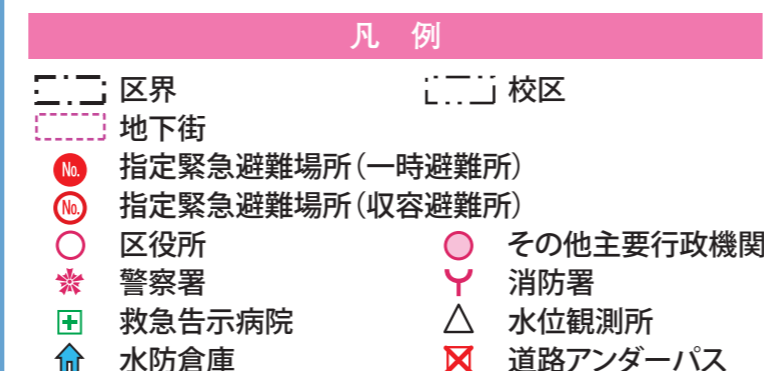 凡 例
区界 校区
地下街
No. 指定緊急避難場所（一時避難所）
No. 指定緊急避難場所（収容避難所）
区役所 その他主要行政機関
警察署 消防署
救急告示病院 水位観測所
水防倉庫 道路アンダーパス